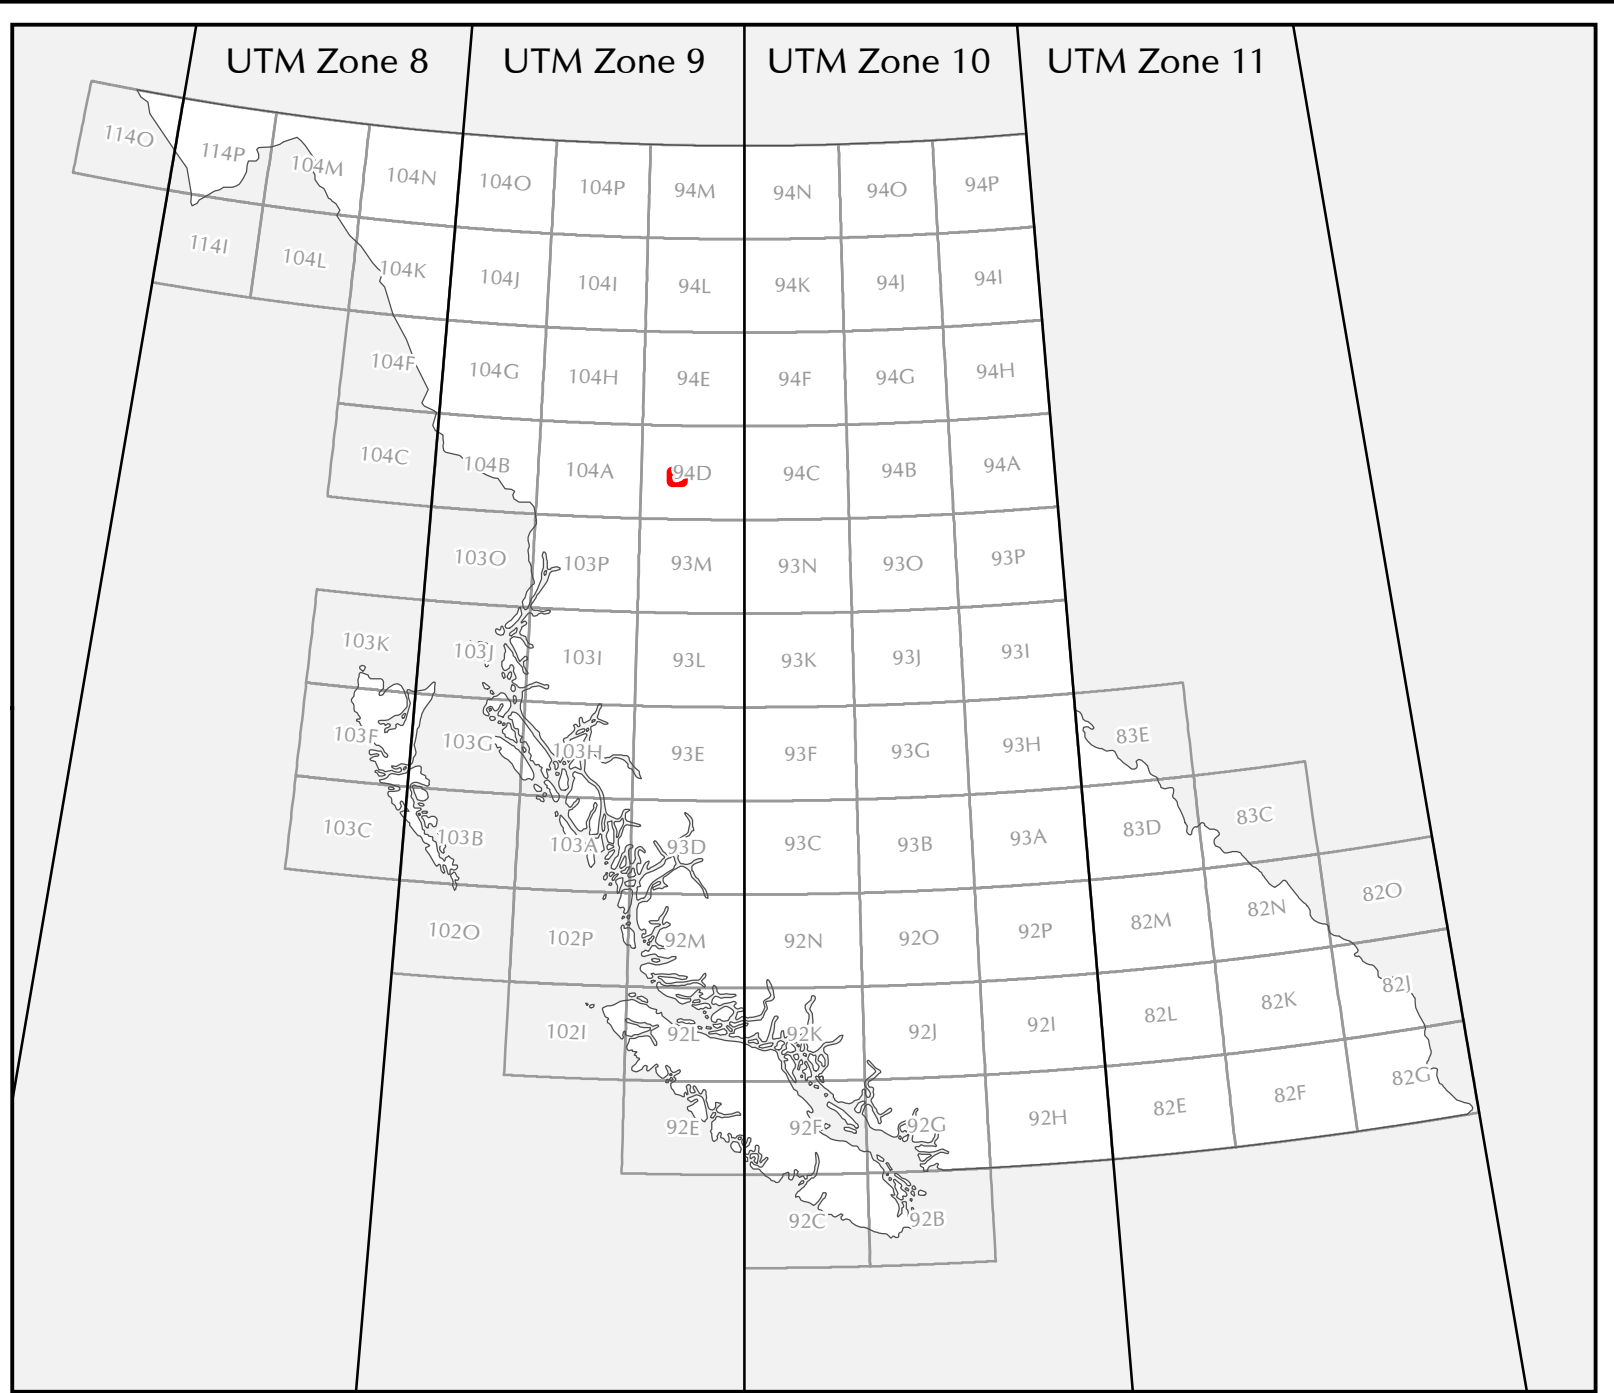 UTM Zone 8 UTM Zone 9 UTM Zone 10 UTM Zone 11
114O 114P 104M 104N 104O 104P 94M 94N 94O 94P
114I 104L 104K 104J 104I 94L 94K 94J 94I
104F 104G 104H 94E 94F 94G 94H
104C 104B 104A 94D 94C 94B 94A
103O 103P 93M 93N 93O 93P
103K 103J 103I 93L 93K 93J 93I
103F 103G 103H 93E 93F 93G 93H 83E
103C 103B 103A 93D 93C 93B 93A 83D 83C
102O 102P 92M 92N 92O 92P 82M 82N 82O
102I 92L 92K 92J 92I 82L 82K 82J
92E 92F 92G 92H 82E 82F 82G
92C 92B